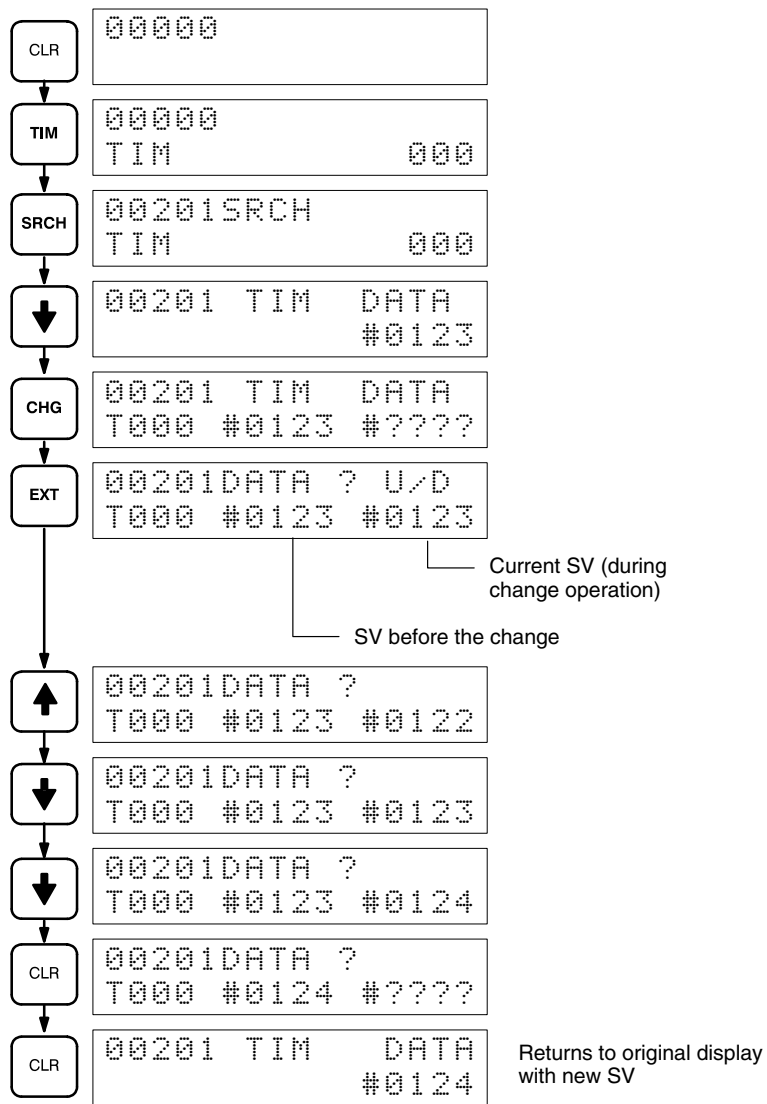 CLR
00000
TIM
00000
TIM 000
SRCH
00201SRCH
TIM 000
00201 TIM DATA
#0123
CHG
00201 TIM DATA
T000 #0123 #????
EXT
00201DATA ? U/D
T000 #0123 #0123
Current SV (during
change operation)
SV before the change
00201DATA ?
T000 #0123 #0122
00201DATA ?
T000 #0123 #0123
00201DATA ?
T000 #0123 #0124
CLR
00201DATA ?
T000 #0124 #????
CLR
00201 TIM DATA
#0124
Returns to original display
with new SV